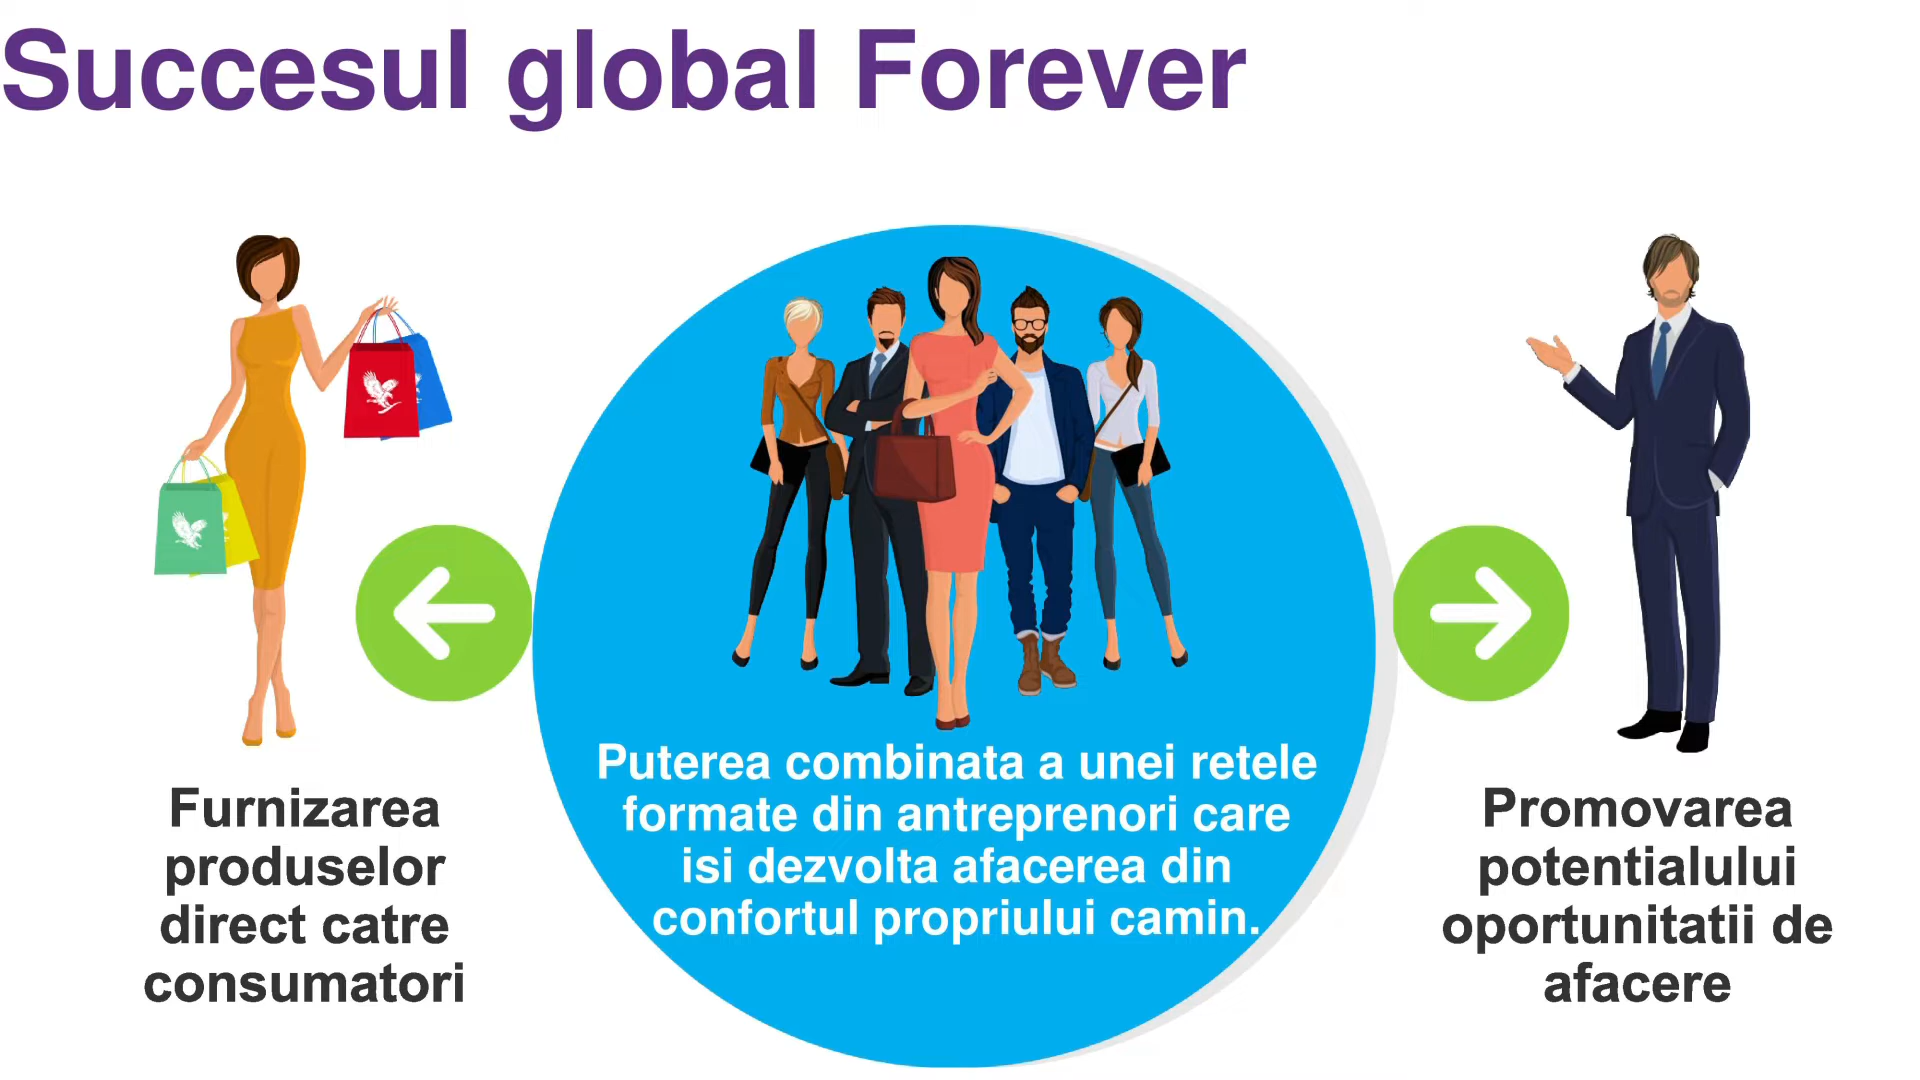 Succesul global Forever
Furnizarea
produselor
direct catre
consumatori
Puterea combinata a unei retele
formate din antreprenori care
isi dezvolta afacerea din
confortul propriului camin.
Promovarea
potentialului
oportunitatii de
afacere